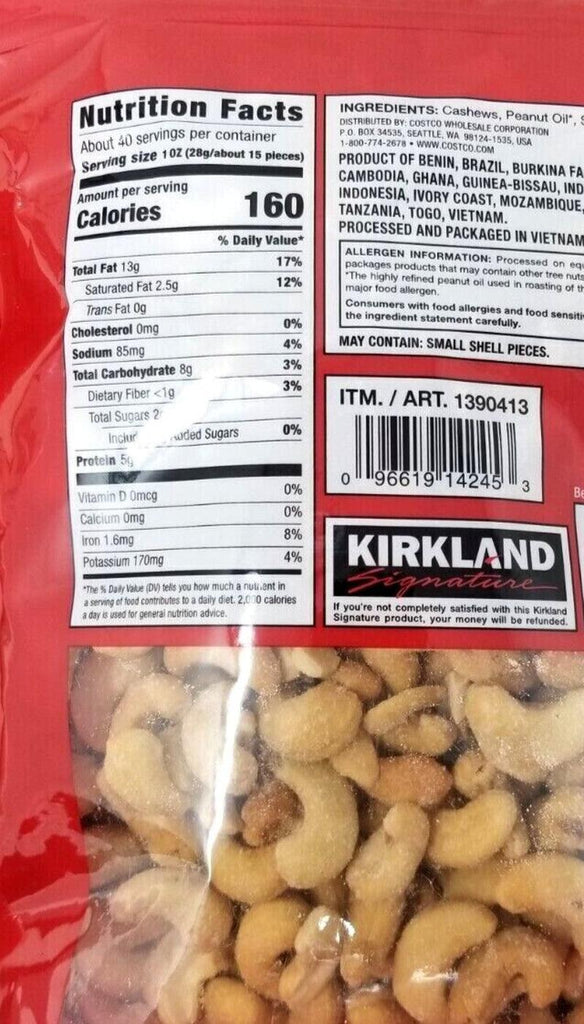 Nutrition Facts
About 40 servings per container
Serving size 1OZ (28g/about 15 pieces)
Amount per serving
Calories 160
% Daily Value*
Total Fat 13g 17%
Saturated Fat 2.5g 12%
Trans Fat 0g
Cholesterol 0mg 0%
Sodium 85mg 4%
Total Carbohydrate 8g 3%
Dietary Fiber <1g 3%
Total Sugars
Added Sugars 0%
Protein 5g
Vitamin D 0mcg 0%
Calcium 0mg 0%
Iron 1.6mg 8%
Potassium 170mg 4%
*The % Daily Value (DV) tells you how much a nutrient in
a serving of food contributes to a daily diet. 2,000 calories
a day is used for general nutrition advice.
INGREDIENTS: Cashews, Peanut Oil*, S
DISTRIBUTED BY: COSTCO WHOLESALE CORPORATION
P.O. BOX 34535, SEATTLE, WA 98124-1535, USA
1-800-774-2678 • WWW.COSTCO.COM
PRODUCT OF BENIN, BRAZIL, BURKINA FA
CAMBODIA, GHANA, GUINEA-BISSAU, IND
INDONESIA, IVORY COAST, MOZAMBIQUE,
TANZANIA, TOGO, VIETNAM.
PROCESSED AND PACKAGED IN VIETNAM
ALLERGEN INFORMATION: Processed on equ
packages products that may contain other tree nuts
*The highly refined peanut oil used in roasting of th
major food allergen.
Consumers with food allergies and food sensiti
the ingredient statement carefully.
MAY CONTAIN: SMALL SHELL PIECES.
ITM. / ART. 1390413
0 96619 14245 3
Be
KIRKLAND
Signature
If you're not completely satisfied with this Kirkland
Signature product, your money will be refunded.